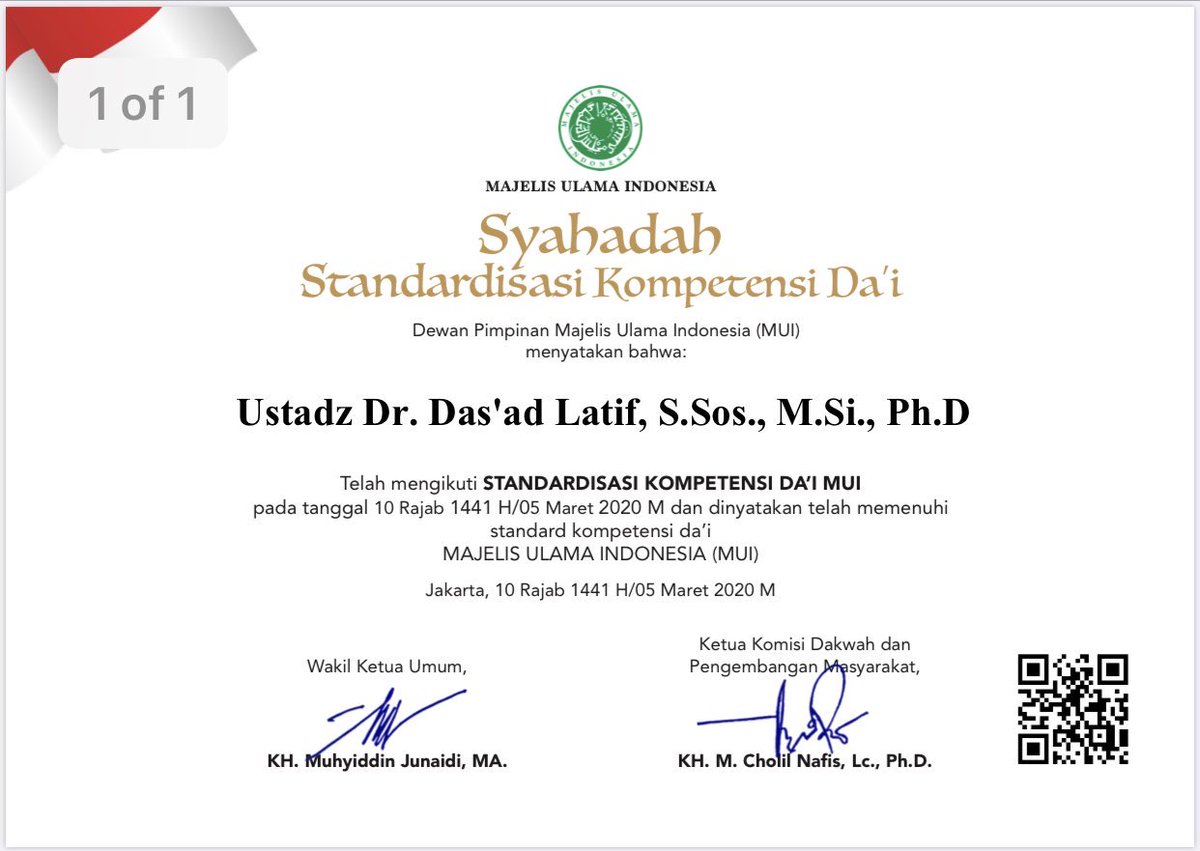 1 of 1
MAJELIS ULAMA
INDONESIA
MAJELIS ULAMA INDONESIA
Syahadah
Standardisasi Kompetensi Da'i
Dewan Pimpinan Majelis Ulama Indonesia (MUI)
menyatakan bahwa:
Ustadz Dr. Das'ad Latif, S.Sos., M.Si., Ph.D
Telah mengikuti STANDARDISASI KOMPETENSI DA'I MUI
pada tanggal 10 Rajab 1441 H/05 Maret 2020 M dan dinyatakan telah memenuhi
standard kompetensi da'i
MAJELIS ULAMA INDONESIA (MUI)
Jakarta, 10 Rajab 1441 H/05 Maret 2020 M
Wakil Ketua Umum,
KH. Muhyiddin Junaidi, MA.
Ketua Komisi Dakwah dan
Pengembangan Masyarakat,
KH. M. Cholil Nafis, Lc., Ph.D.